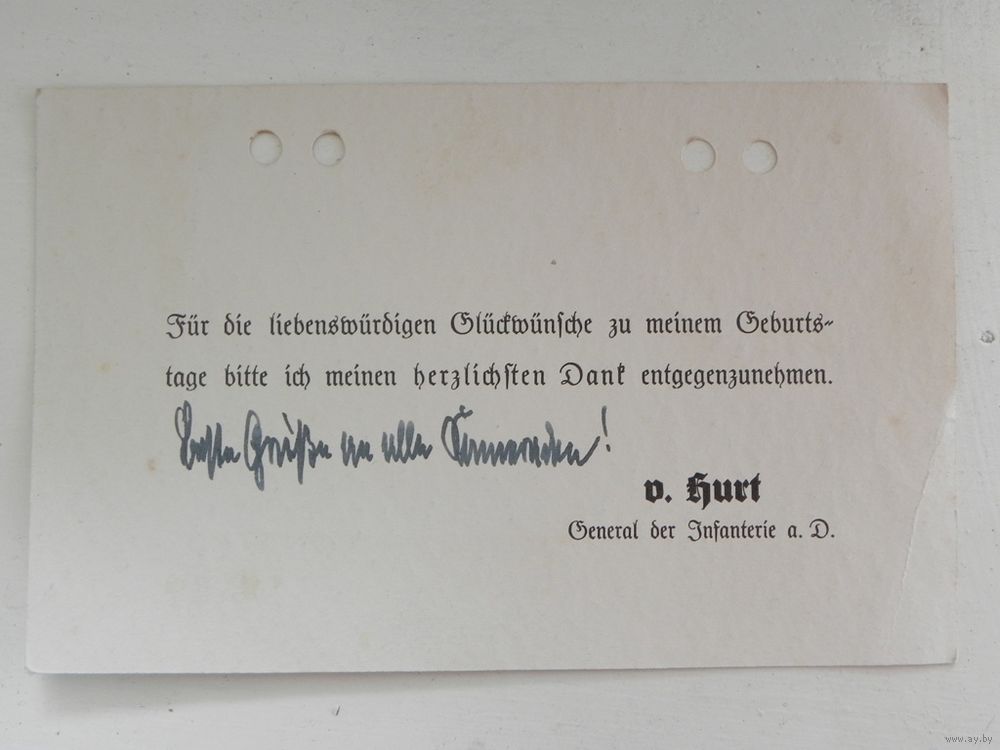 Für die liebenswürdigen Glückwünsche zu meinem Geburts-
tage bitte ich meinen herzlichsten Dank entgegenzunehmen.
Beste Grüße an alle Kameraden!
v. Hurt
General der Infanterie a. D.
www.ay.by